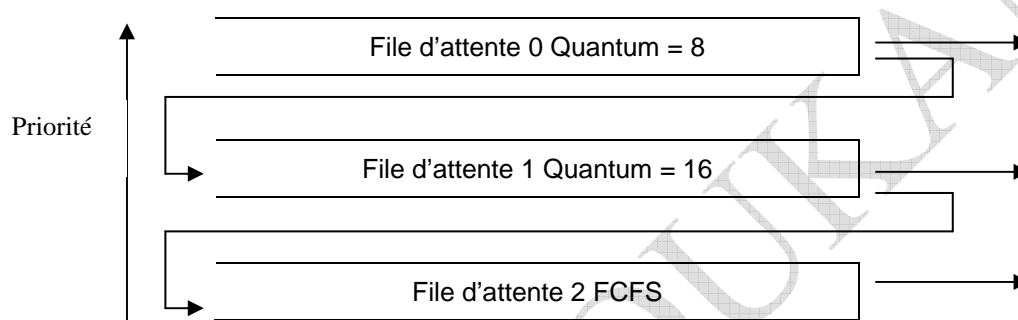 File d'attente 0 Quantum = 8
Priorité
File d'attente 1 Quantum = 16
File d'attente 2 FCFS